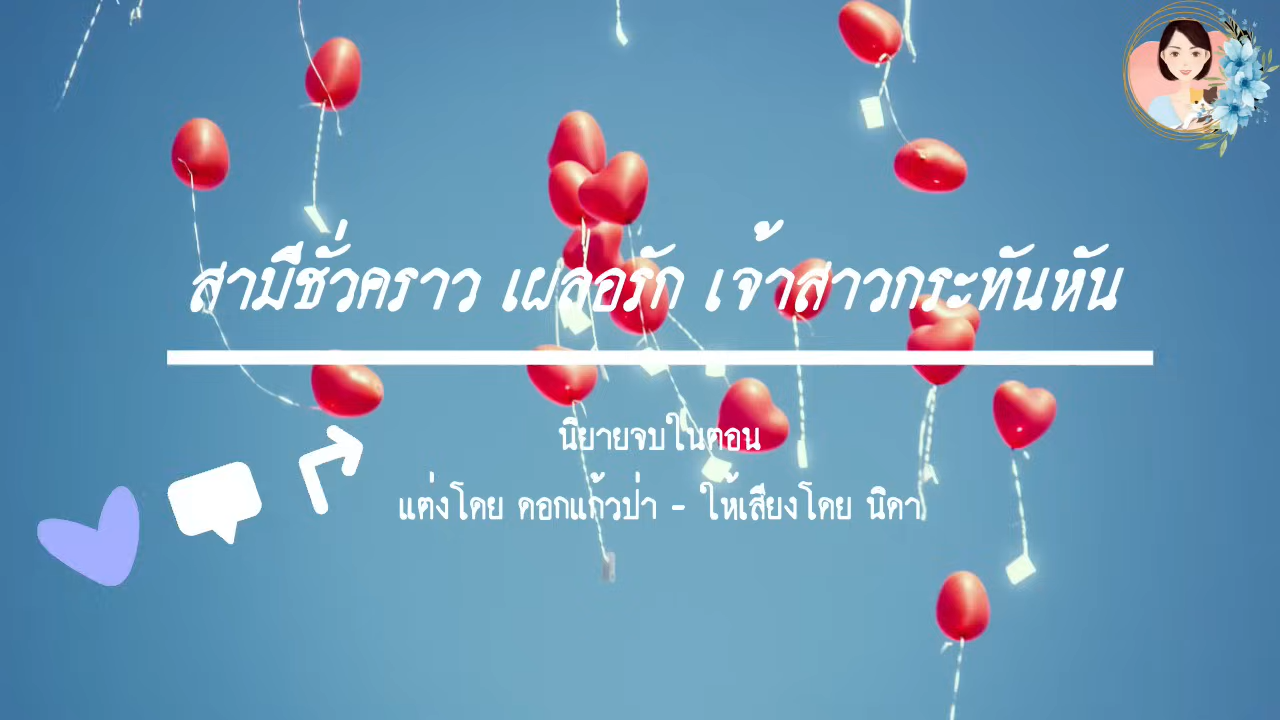 สามีชั่วคราว เผลอรัก เจ้าสาวกระทันหัน
นิยายจบในตอน
แต่งโดย ดอกแก้วป่า - ให้เสียงโดย นิดา